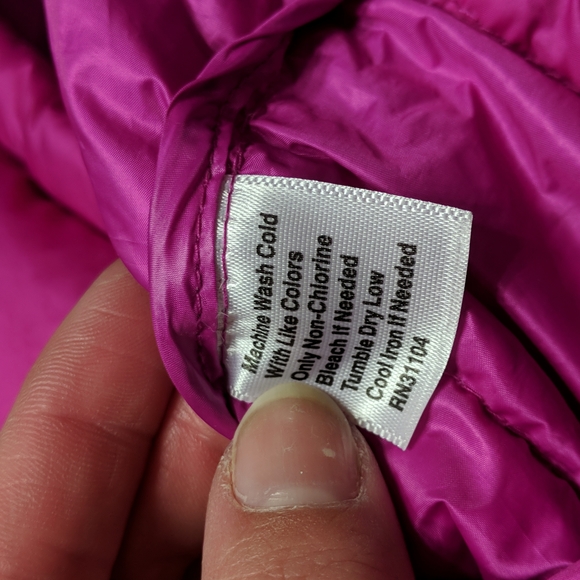 Machine Wash Cold
With Like Colors
Only Non-Chlorine
Bleach If Needed
Tumble Dry Low
Cool Iron If Needed
RN31104